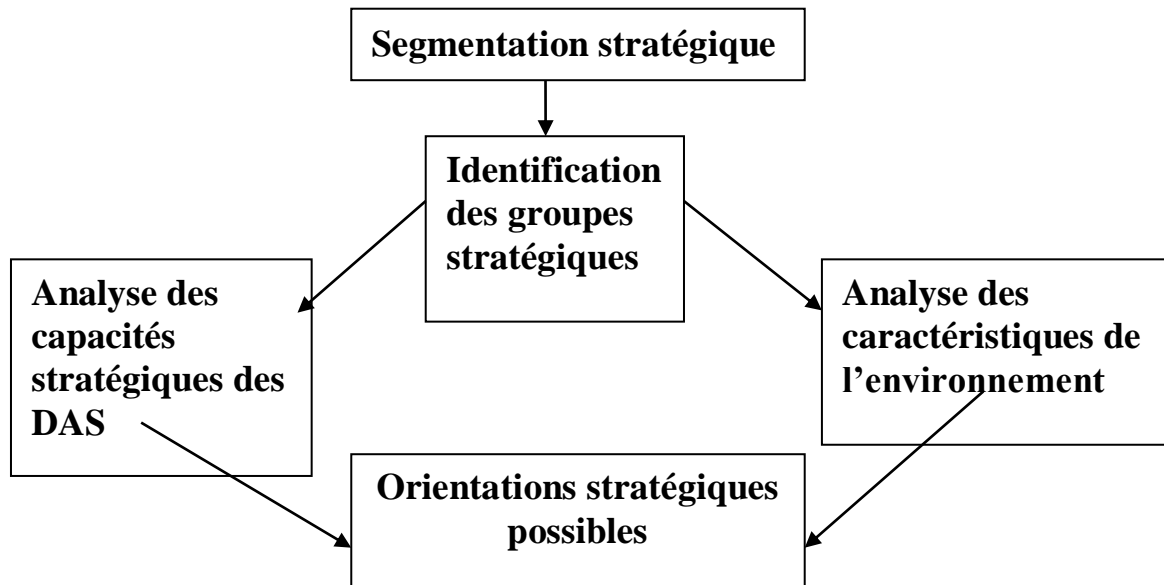 Segmentation stratégique
Identification
des groupes
stratégiques
Analyse des
capacités
stratégiques des
DAS
Analyse des
caractéristiques de
l’environnement
Orientations stratégiques
possibles